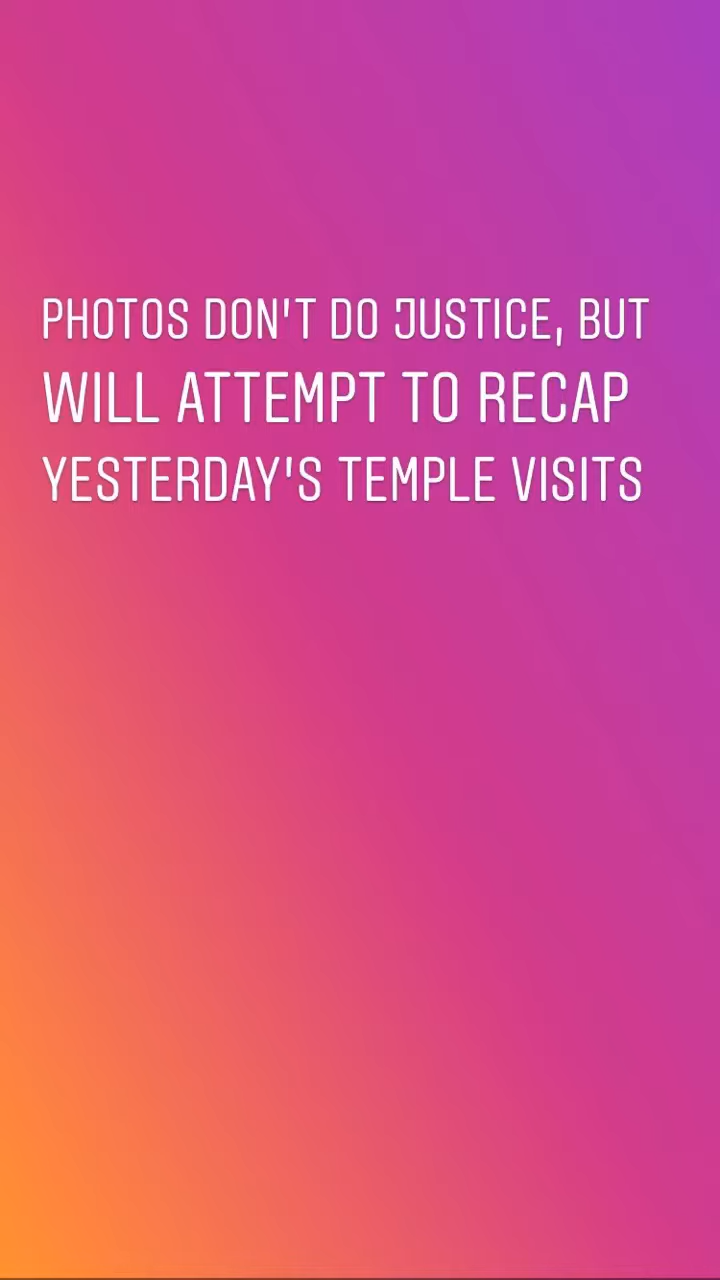 PHOTOS DON'T DO JUSTICE, BUT
WILL ATTEMPT TO RECAP
YESTERDAY'S TEMPLE VISITS